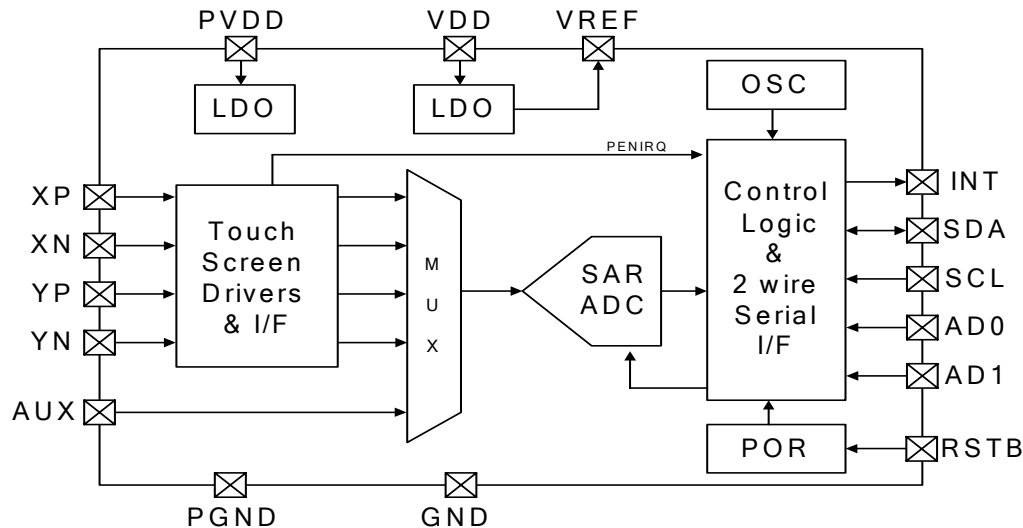 PVDD
VDD
VREF
LDO
LDO
OSC
PENIRQ
XP
XN
YP
YN
AUX
Touch
Screen
Drivers
& I/F
M
U
X
SAR
ADC
Control
Logic
&
2 wire
Serial
I/F
INT
SDA
SCL
AD0
AD1
POR
RSTB
PGND
GND